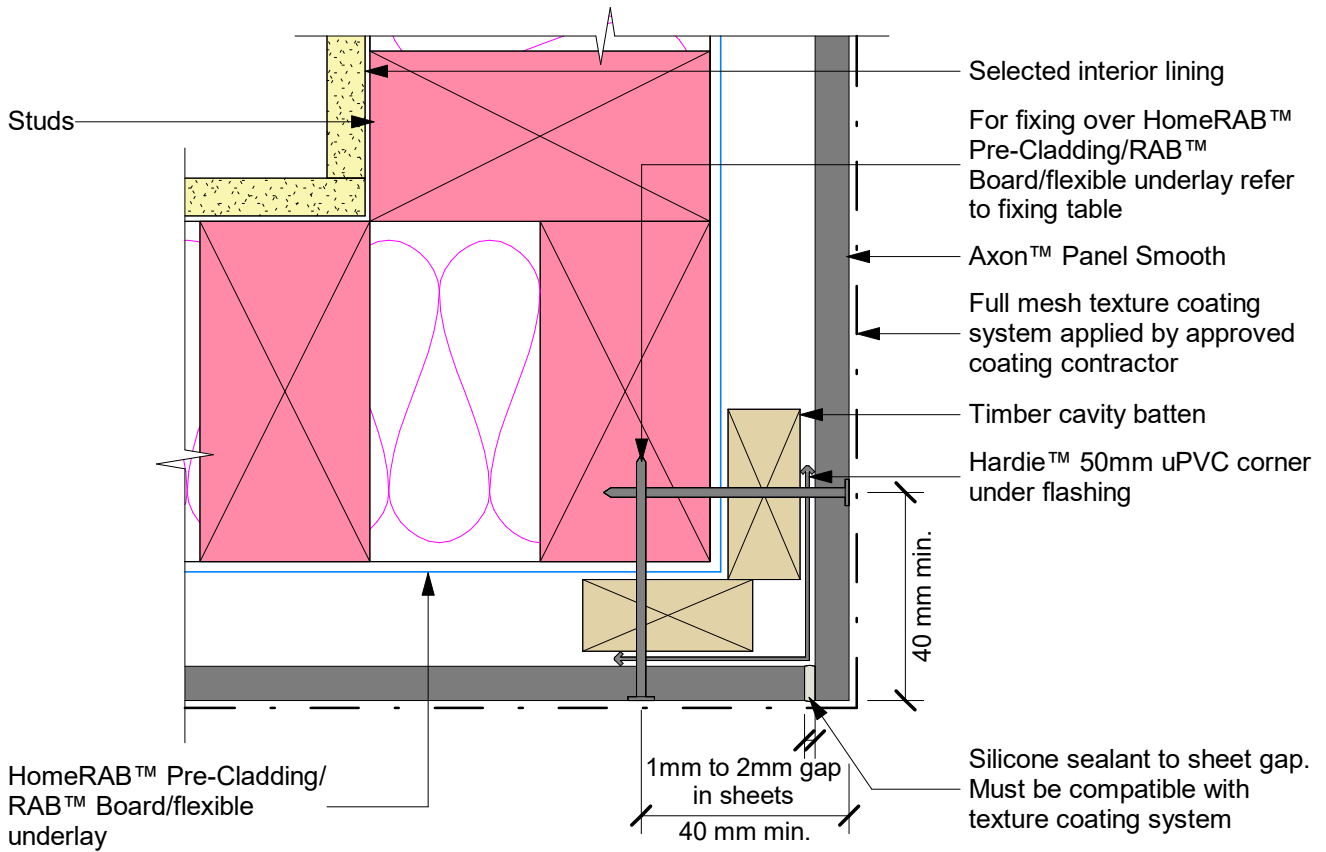 Studs
Selected interior lining
For fixing over HomeRAB™
Pre-Cladding/RAB™
Board/flexible underlay refer
to fixing table
Axon™ Panel Smooth
Full mesh texture coating
system applied by approved
coating contractor
Timber cavity batten
Hardie™ 50mm uPVC corner
under flashing
40 mm min.
HomeRAB™ Pre-Cladding/
RAB™ Board/flexible
underlay
1mm to 2mm gap
in sheets
40 mm min.
Silicone sealant to sheet gap.
Must be compatible with
texture coating system